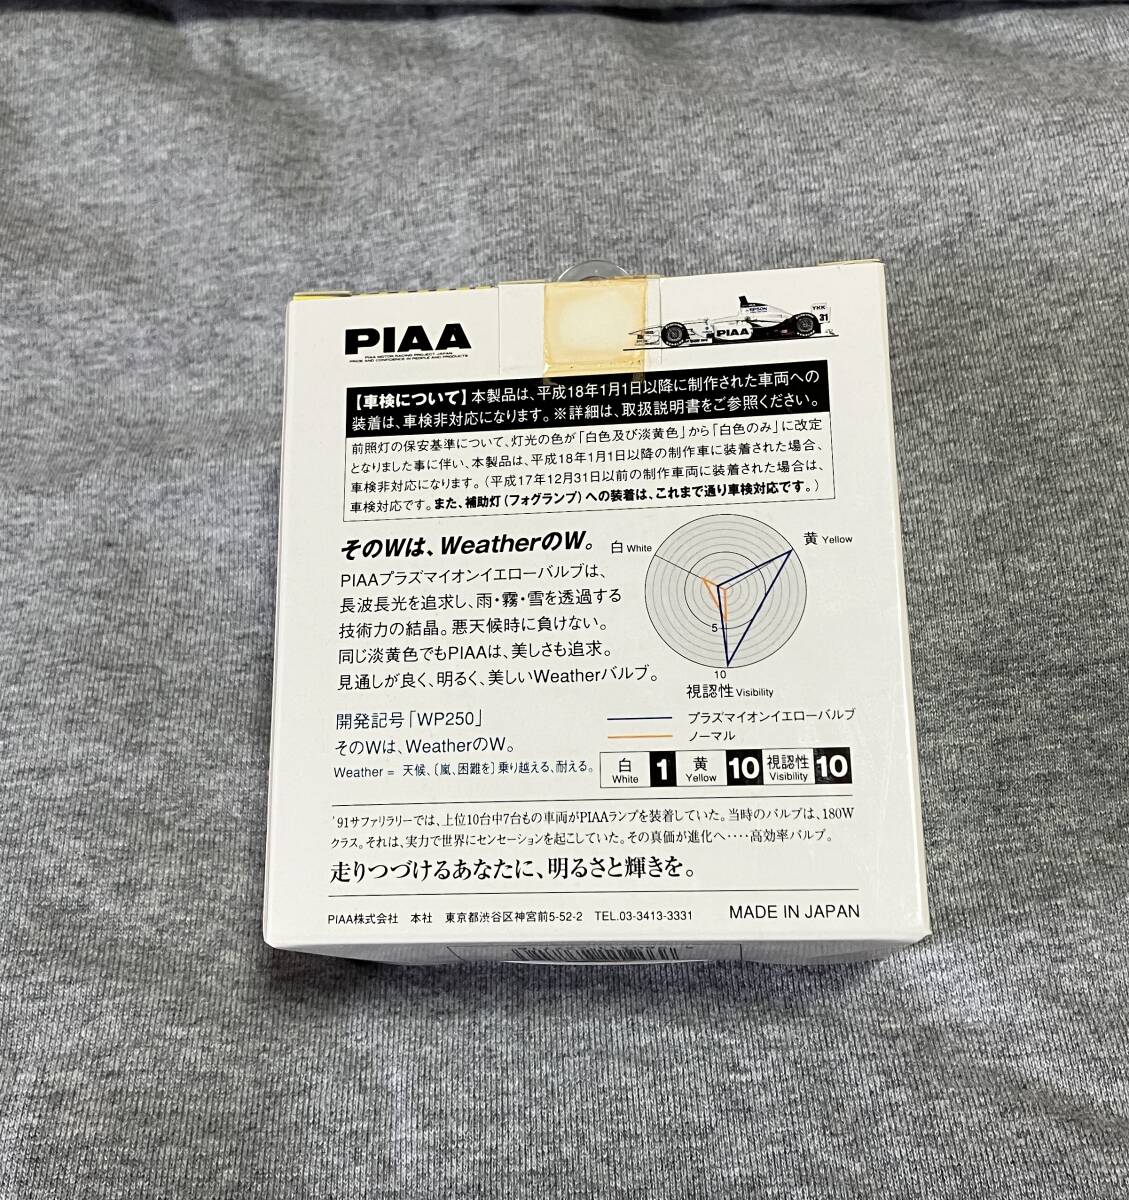 PIAA
PIAA MOTOR RACING PROJECT JAPAN
PRIDE AND CONFIDENCE IN PEOPLE AND PRODUCTS
EPSON
YKK
31
PIAA
【車検について】本製品は、平成18年1月1日以降に制作された車両への
装着は、車検非対応になります。※詳細は、取扱説明書をご参照ください。
前照灯の保安基準について、灯光の色が「白色及び淡黄色」から「白色のみ」に改定
となりました事に伴い、本製品は、平成18年1月1日以降の制作車に装着された場合、
車検非対応になります。(平成17年12月31日以前の制作車両に装着された場合は、
車検対応です。また、補助灯(フォグランプ)への装着は、これまで通り車検対応です。)
そのWは、WeatherのW。
PIAAプラズマイオンイエローバルブは、
長波長光を追求し、雨・霧・雪を透過する
技術力の結晶。悪天候時に負けない。
同じ淡黄色でもPIAAは、美しさも追求。
見通しが良く、明るく、美しいWeatherバルブ。
白 White
黄 Yellow
5
10
視認性 Visibility
開発記号「WP250」
そのWは、WeatherのW。
Weather = 天候、〔嵐、困難を〕乗り越える、耐える。
プラズマイオンイエローバルブ
ノーマル
白 White 1 黄 Yellow 10 視認性 Visibility 10
'91サファリラリーでは、上位10台中7台もの車両がPIAAランプを装着していた。当時のバルブは、180W
クラス。それは、実力で世界にセンセーションを起こしていた。その真価が進化へ‥‥高効率バルブ。
走りつづけるあなたに、明るさと輝きを。
PIAA株式会社 本社 東京都渋谷区神宮前5-52-2 TEL.03-3413-3331 MADE IN JAPAN